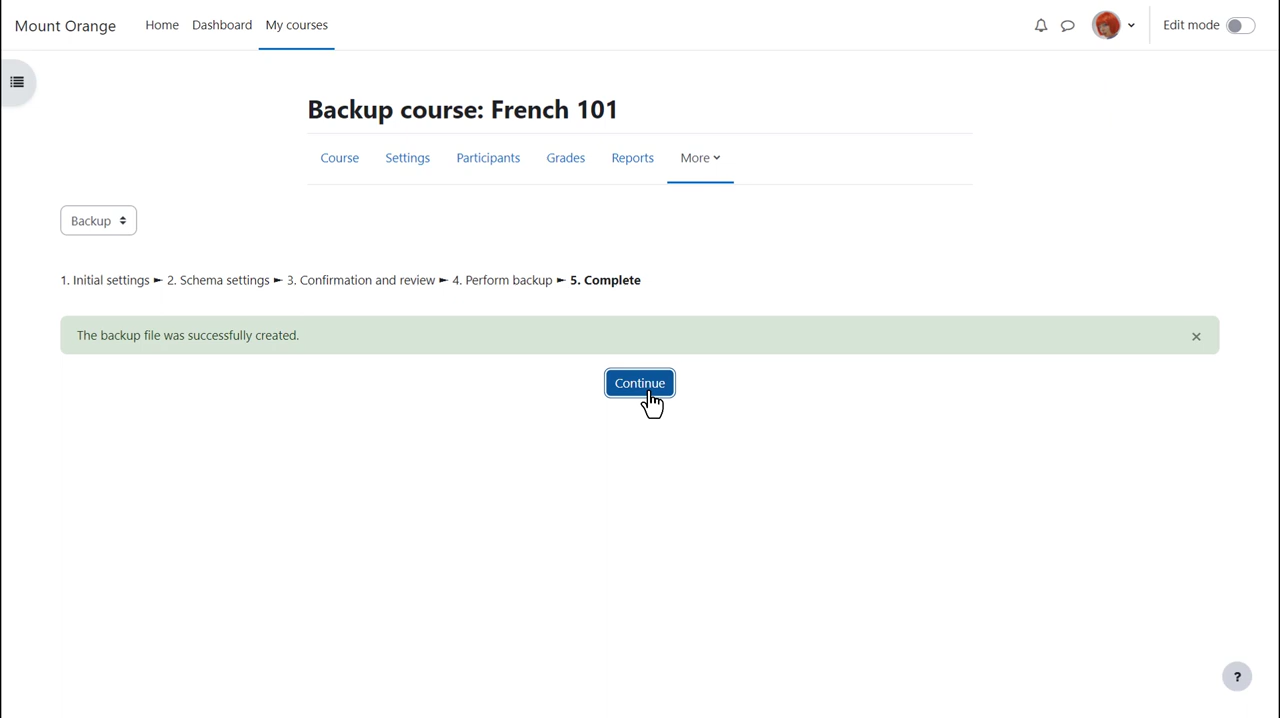 Mount Orange Home Dashboard My courses Edit mode
Backup course: French 101
Course Settings Participants Grades Reports More
Backup
1. Initial settings ► 2. Schema settings ► 3. Confirmation and review ► 4. Perform backup ► 5. Complete
The backup file was successfully created. ×
Continue
?